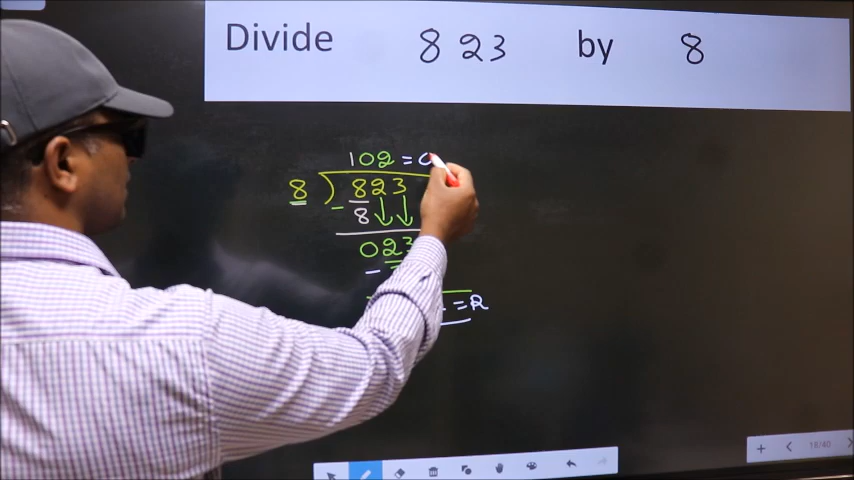 Divide 823 by 8
102 =
8 ) 823
- 8
023
-
= R
18/40